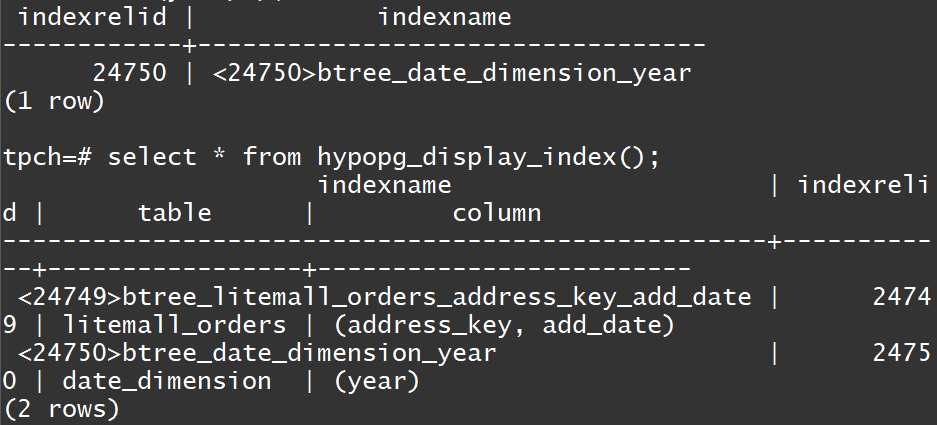 indexrelid |            indexname
------------+----------------------------------
      24750 | <24750>btree_date_dimension_year
(1 row)

tpch=# select * from hypopg_display_index();
                     indexname                     | indexreli
d |      table      |         column
---------------------------------------------------+----------
--+-----------------+-------------------------
 <24749>btree_litemall_orders_address_key_add_date |      2474
9 | litemall_orders | (address_key, add_date)
 <24750>btree_date_dimension_year                  |      2475
0 | date_dimension  | (year)
(2 rows)